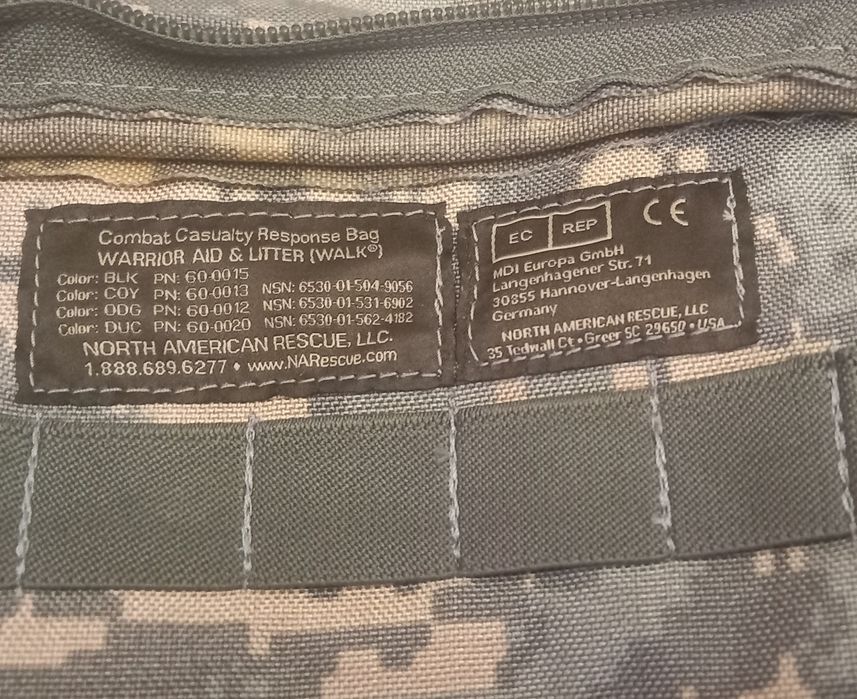 Combat Casualty Response Bag
WARRIOR AID & LITTER (WALK®)
Color: BLK PN: 60-0015
Color: COY PN: 60-0013 NSN: 6530-01-504-9056
Color: ODG PN: 60-0012 NSN: 6530-01-531-6902
Color: DUC PN: 60-0020 NSN: 6530-01-562-4182
NORTH AMERICAN RESCUE, LLC.
1.888.689.6277 • www.NARescue.com
EC REP CE
MDI Europa GmbH
Langenhagener Str. 71
30855 Hannover-Langenhagen
Germany
NORTH AMERICAN RESCUE, LLC
35 Tedwall Ct • Greer SC 29650 • USA